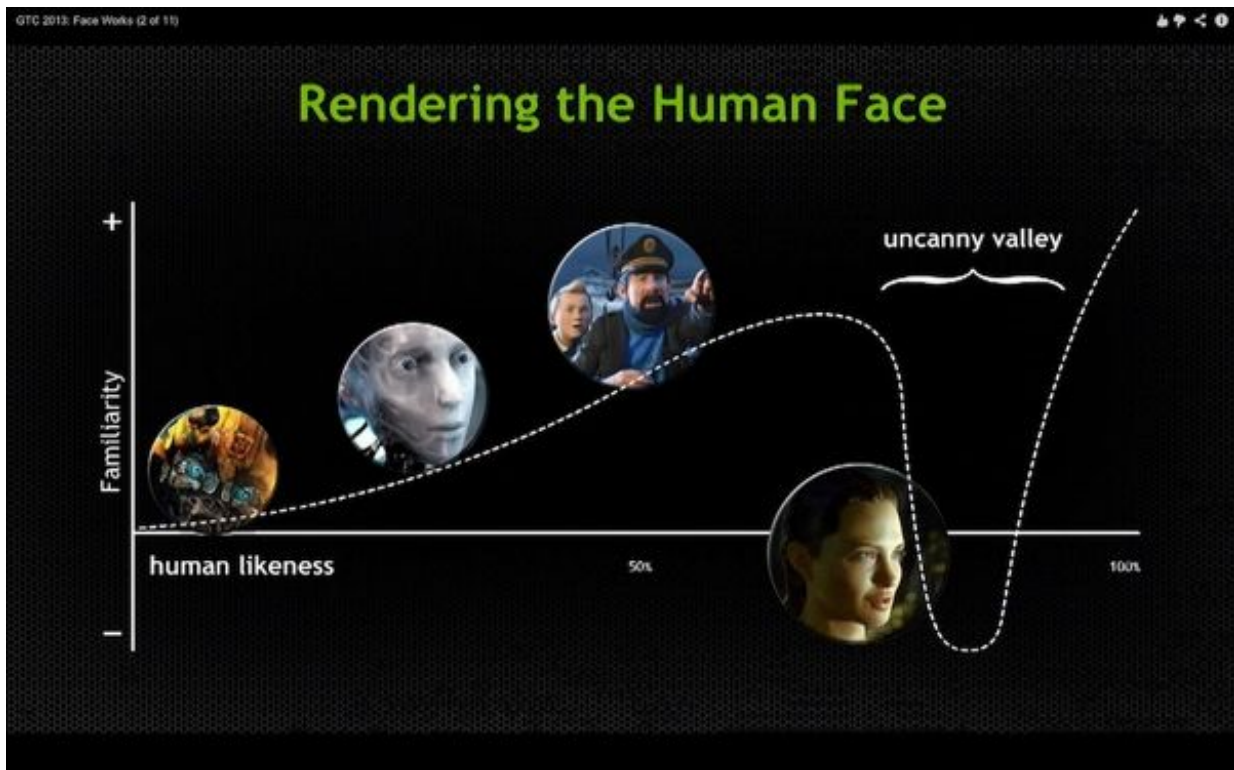 GTC 2013: Face Works (2 of 11)
Rendering the Human Face
+
uncanny valley
Familiarity
human likeness
50%
100%
–